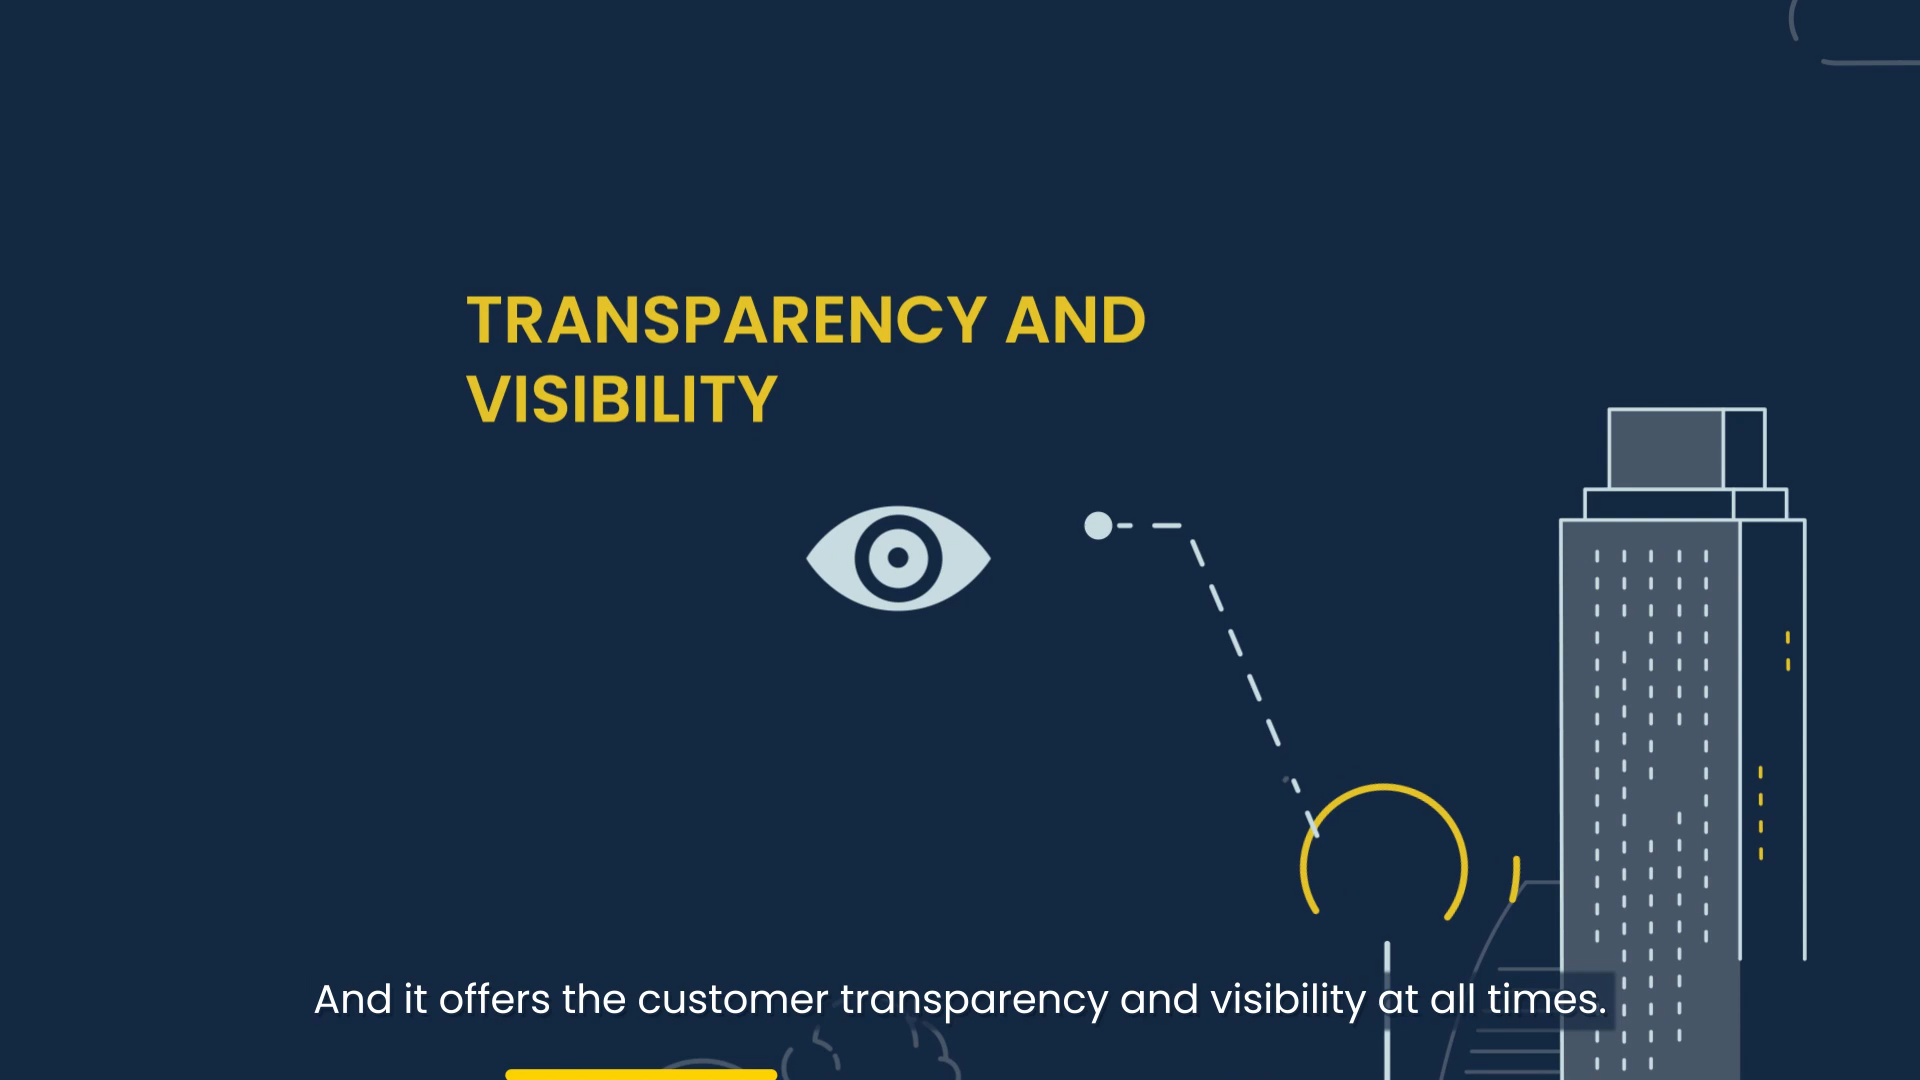 TRANSPARENCY AND
VISIBILITY
And it offers the customer transparency and visibility at all times.